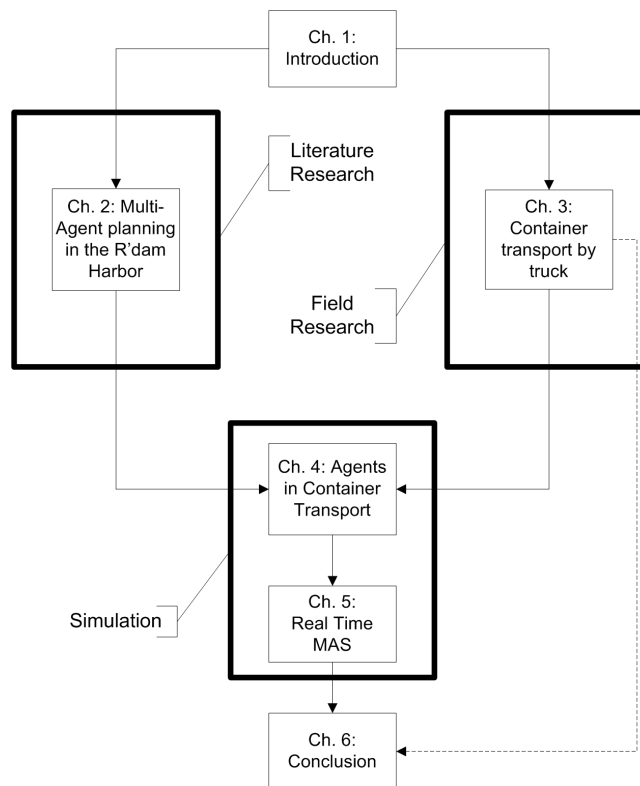 Ch. 1:
Introduction
Literature
Research
Ch. 2: Multi-
Agent planning
in the R'dam
Harbor
Ch. 3:
Container
transport by
truck
Field
Research
Ch. 4: Agents
in Container
Transport
Ch. 5:
Real Time
MAS
Simulation
Ch. 6:
Conclusion